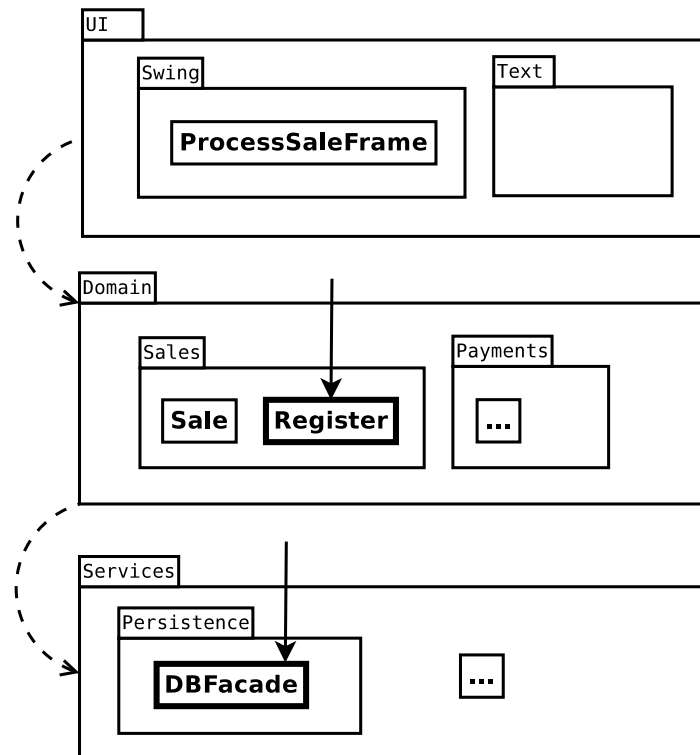 UI
Swing
Text
ProcessSaleFrame
Domain
Sales
Payments
Sale
Register
...
Services
Persistence
DBFacade
...